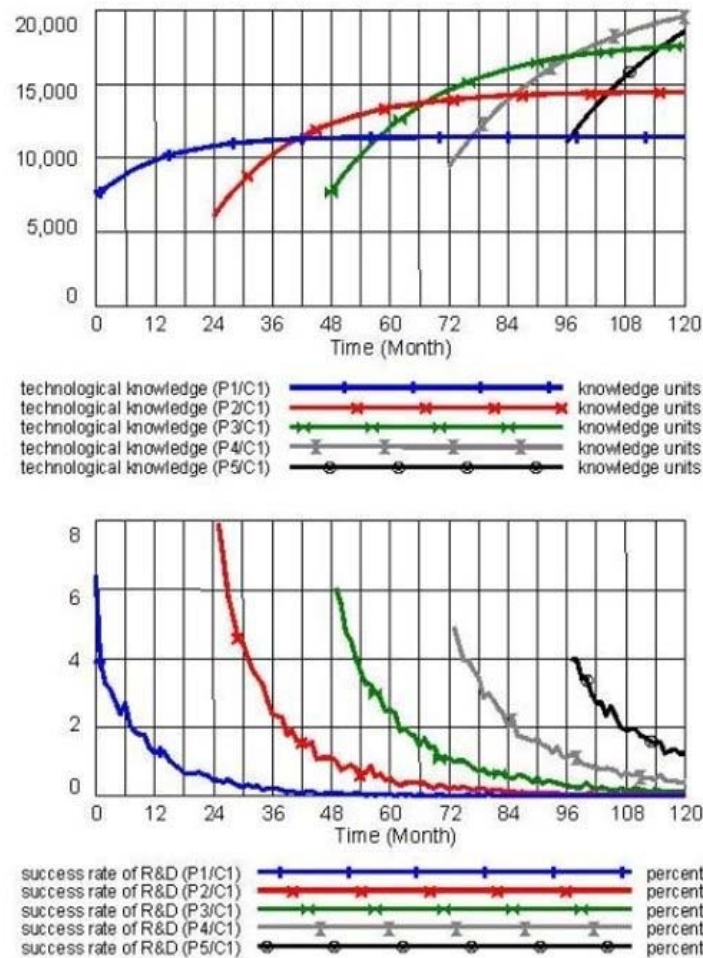 20,000
15,000
10,000
5,000
0
0 12 24 36 48 60 72 84 96 108 120
Time (Month)
technological knowledge (P1/C1) knowledge units
technological knowledge (P2/C1) knowledge units
technological knowledge (P3/C1) knowledge units
technological knowledge (P4/C1) knowledge units
technological knowledge (P5/C1) knowledge units
8
6
4
2
0
0 12 24 36 48 60 72 84 96 108 120
Time (Month)
success rate of R&D (P1/C1) percent
success rate of R&D (P2/C1) percent
success rate of R&D (P3/C1) percent
success rate of R&D (P4/C1) percent
success rate of R&D (P5/C1) percent